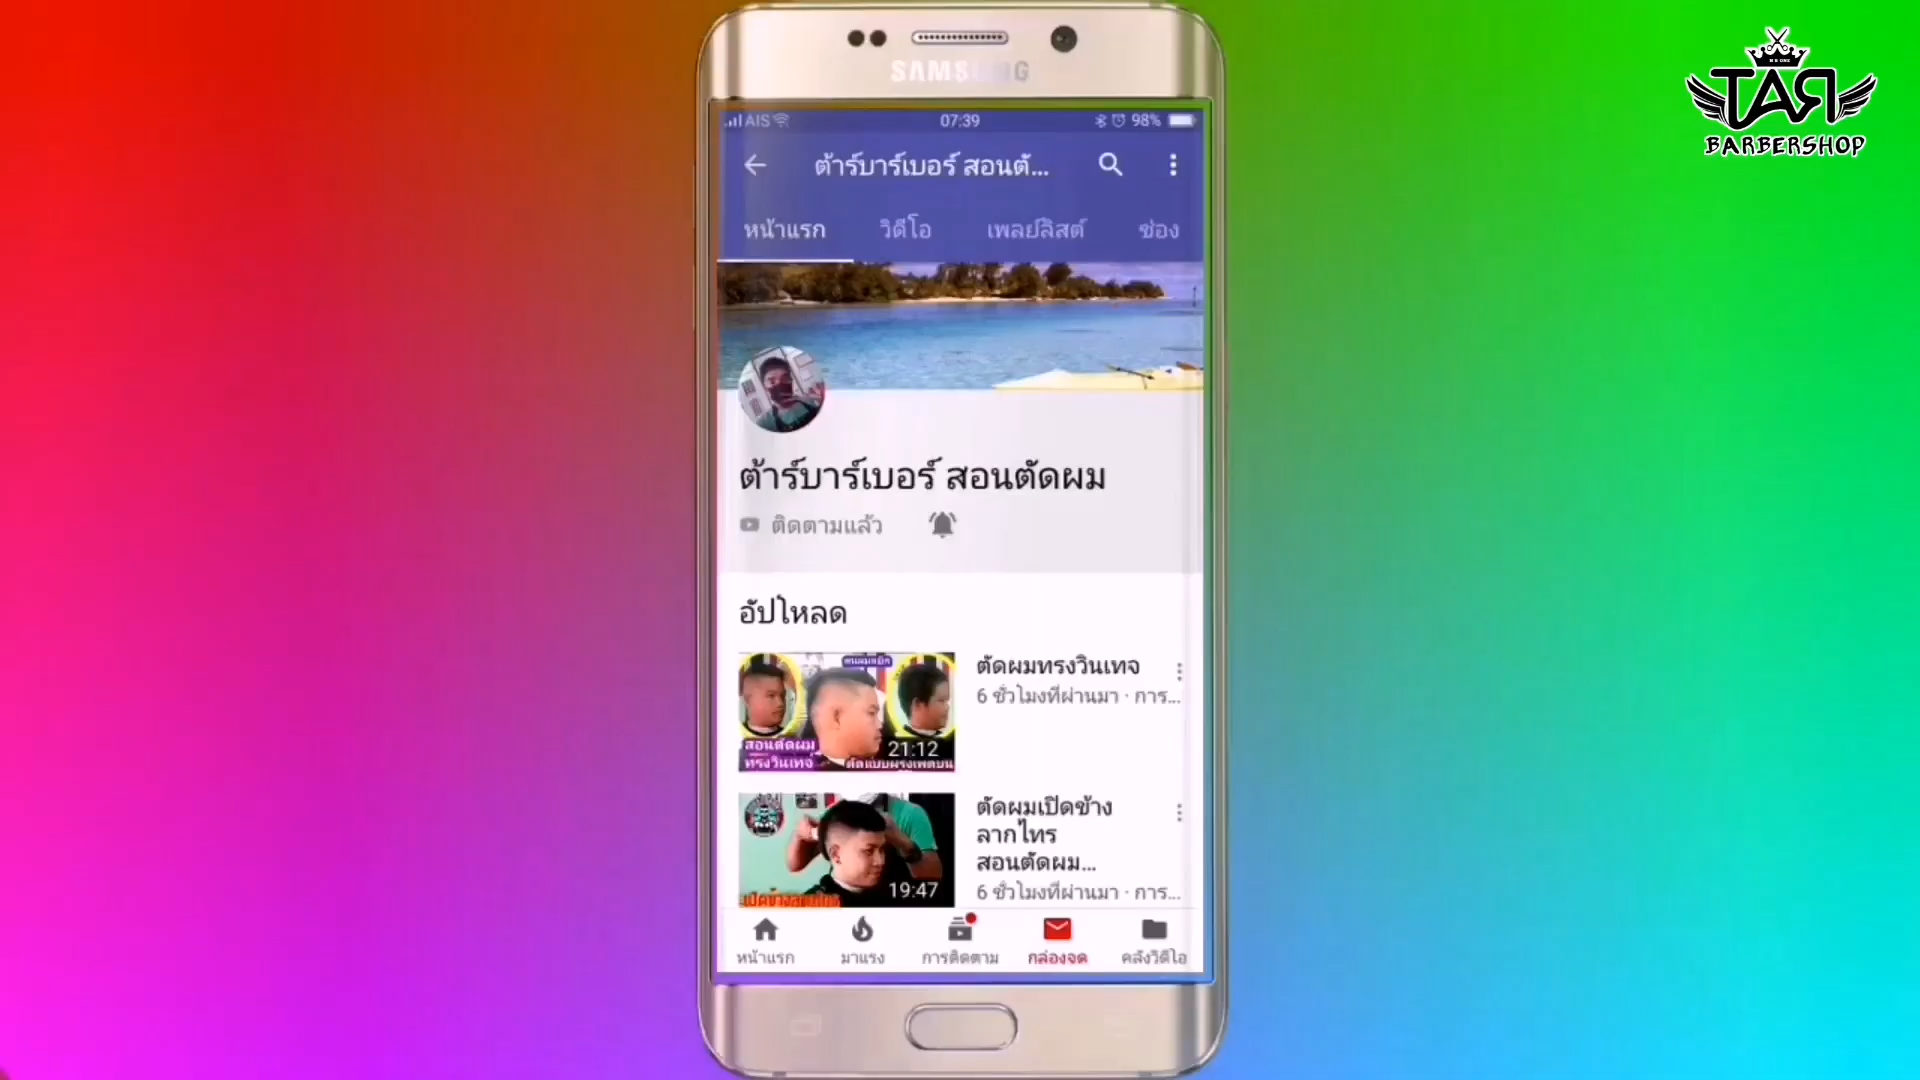 SAMSUNG
AIS 07:39 98%
ต้าร์บาร์เบอร์ สอนตั...
หน้าแรก วิดีโอ เพลย์ลิสต์ ช่อง
ต้าร์บาร์เบอร์ สอนตัดผม
ติดตามแล้ว
อัปโหลด
สอนตัดผม
ทรงวินเทจ
21:12
ตัดผมทรงวินเทจ
6 ชั่วโมงที่ผ่านมา · การ...
19:47
ตัดผมเปิดข้าง
ลากไทร
สอนตัดผม...
6 ชั่วโมงที่ผ่านมา · การ...
หน้าแรก มาแรง การติดตาม กล่องจด คลังวิดีโอ
TAR
BARBERSHOP